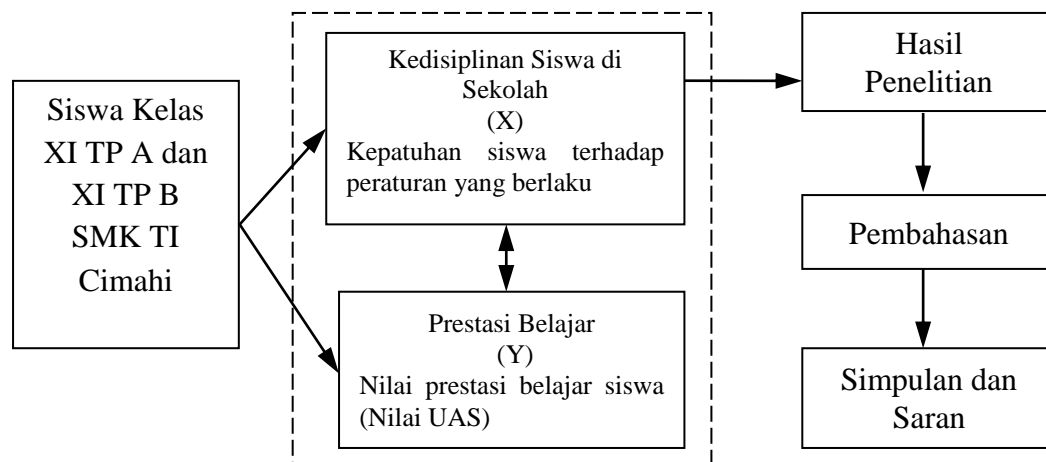 Siswa Kelas
XI TP A dan
XI TP B
SMK TI
Cimahi
Kedisiplinan Siswa di
Sekolah
(X)
Kepatuhan siswa terhadap
peraturan yang berlaku
Prestasi Belajar
(Y)
Nilai prestasi belajar siswa
(Nilai UAS)
Hasil
Penelitian
Pembahasan
Simpulan dan
Saran